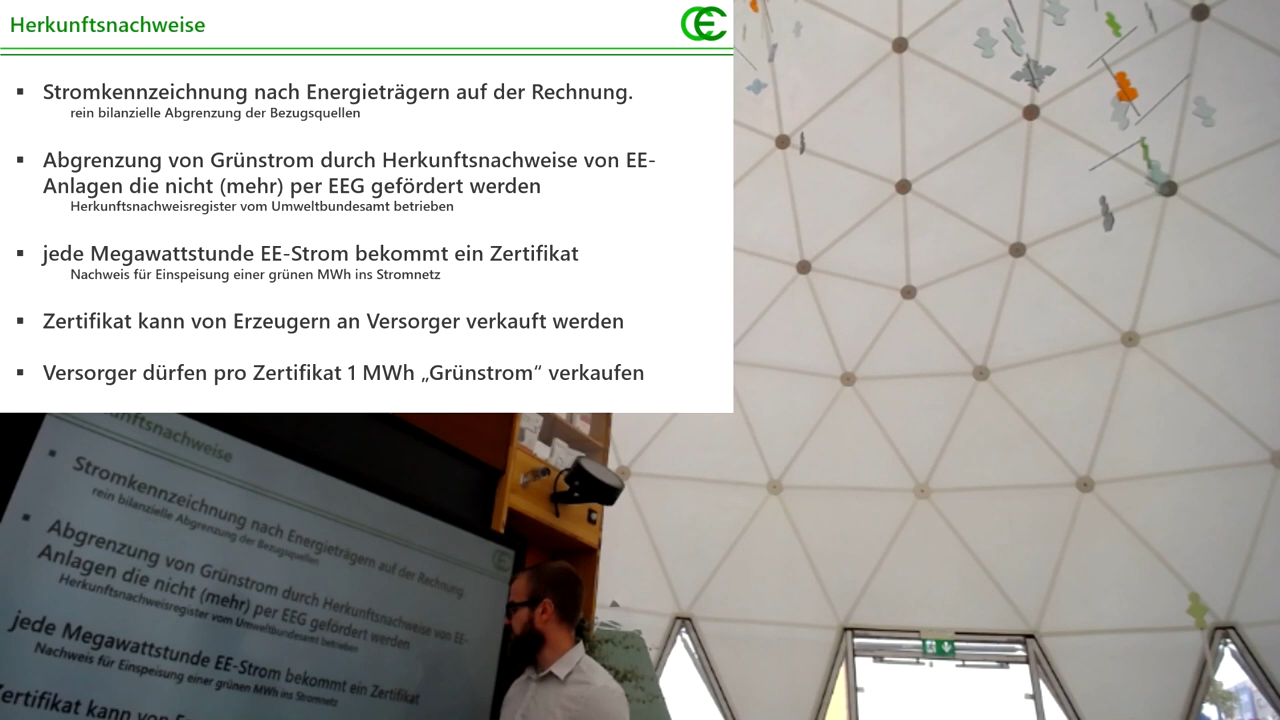 Herkunftsnachweise
CEC
▪ Stromkennzeichnung nach Energieträgern auf der Rechnung.
rein bilanzielle Abgrenzung der Bezugsquellen
▪ Abgrenzung von Grünstrom durch Herkunftsnachweise von EE-
Anlagen die nicht (mehr) per EEG gefördert werden
Herkunftsnachweisregister vom Umweltbundesamt betrieben
▪ jede Megawattstunde EE-Strom bekommt ein Zertifikat
Nachweis für Einspeisung einer grünen MWh ins Stromnetz
▪ Zertifikat kann von Erzeugern an Versorger verkauft werden
▪ Versorger dürfen pro Zertifikat 1 MWh „Grünstrom“ verkaufen
unftsnachweise
▪ Stromkennzeichnung nach Energieträgern auf der Rechnung.
rein bilanzielle Abgrenzung der Bezugsquellen
▪ Abgrenzung von Grünstrom durch Herkunftsnachweise von EE-
Anlagen die nicht (mehr) per EEG gefördert werden
Herkunftsnachweisregister vom Umweltbundesamt betrieben
jede Megawattstunde EE-Strom bekommt ein Zertifikat
Nachweis für Einspeisung einer grünen MWh ins Stromnetz
Zertifikat kann von E